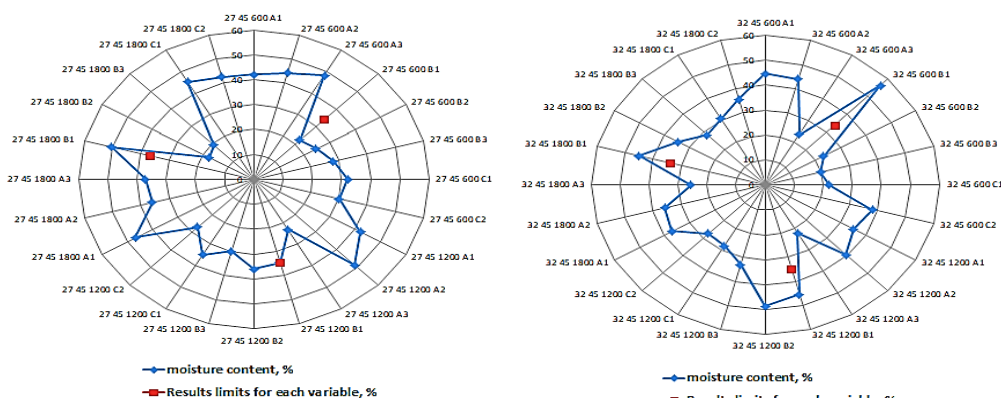 27 45 600 A1
27 45 600 A2
27 45 600 A3
27 45 600 B1
27 45 600 B2
27 45 600 B3
27 45 600 C1
27 45 600 C2
27 45 1200 A1
27 45 1200 A2
27 45 1200 A3
27 45 1200 B1
27 45 1200 B2
27 45 1200 B3
27 45 1200 C1
27 45 1200 C2
27 45 1800 A1
27 45 1800 A2
27 45 1800 A3
27 45 1800 B1
27 45 1800 B2
27 45 1800 B3
27 45 1800 C1
27 45 1800 C2
60
50
40
30
20
10
0
moisture content, %
Results limits for each variable, %
32 45 600 A1
32 45 600 A2
32 45 600 A3
32 45 600 B1
32 45 600 B2
32 45 600 B3
32 45 600 C1
32 45 600 C2
32 45 1200 A1
32 45 1200 A2
32 45 1200 A3
32 45 1200 B1
32 45 1200 B2
32 45 1200 B3
32 45 1200 C1
32 45 1200 C2
32 45 1800 A1
32 45 1800 A2
32 45 1800 A3
32 45 1800 B1
32 45 1800 B2
32 45 1800 B3
32 45 1800 C1
32 45 1800 C2
60
50
40
30
20
10
0
moisture content, %